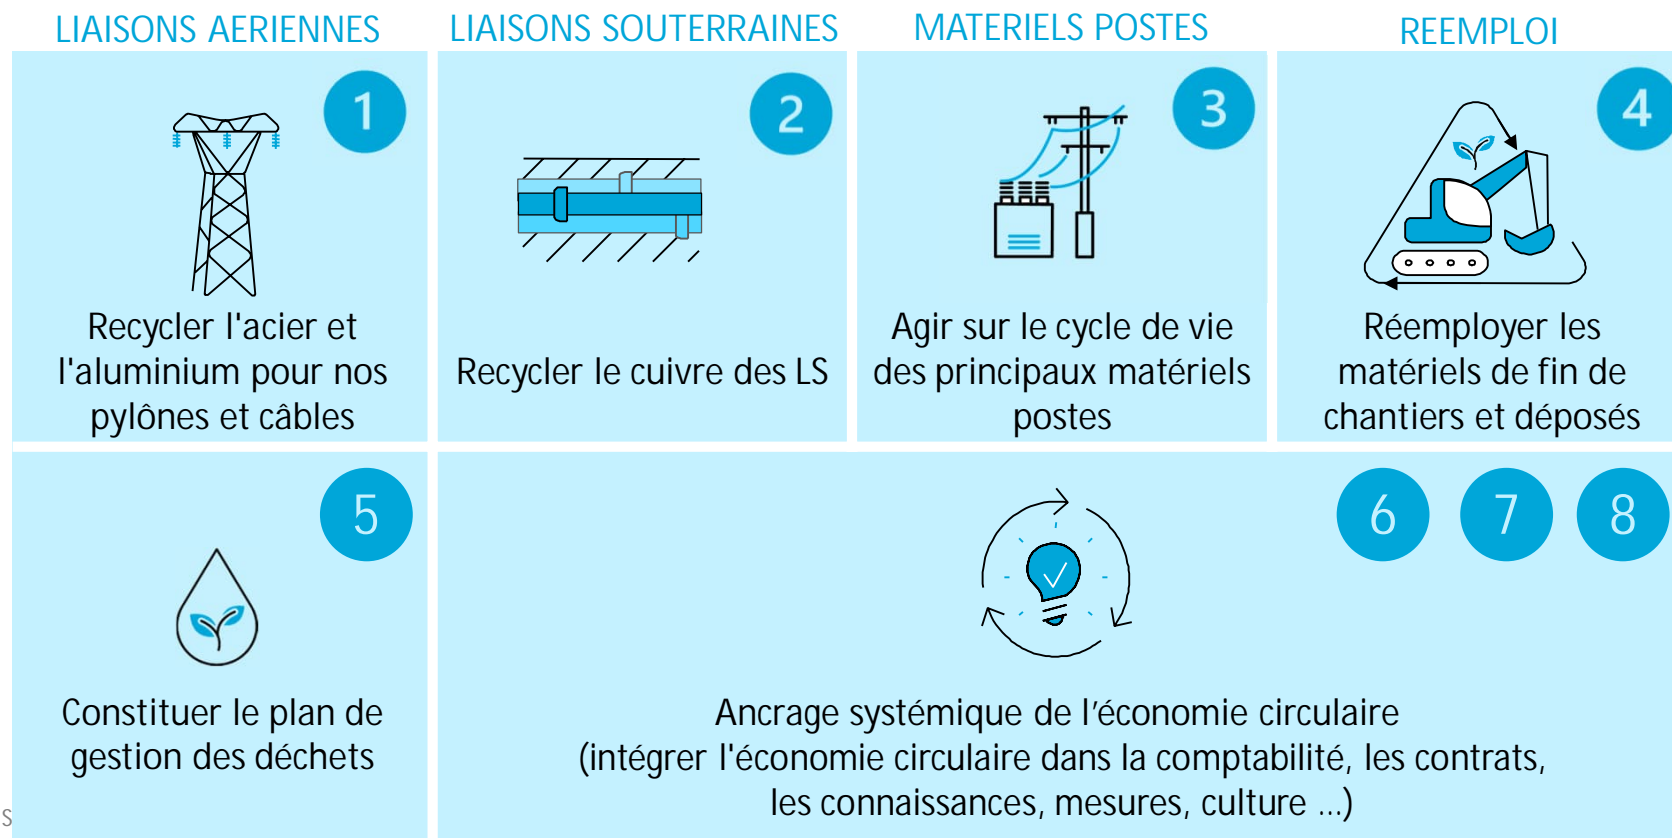 LIAISONS AERIENNES
LIAISONS SOUTERRAINES
MATERIELS POSTES
REEMPLOI
1
Recycler l'acier et
l'aluminium pour nos
pylônes et câbles
2
Recycler le cuivre des LS
3
Agir sur le cycle de vie
des principaux matériels
postes
4
Réemployer les
matériels de fin de
chantiers et déposés
5
Constituer le plan de
gestion des déchets
6 7 8
Ancrage systémique de l’économie circulaire
(intégrer l'économie circulaire dans la comptabilité, les contrats,
les connaissances, mesures, culture ...)
s